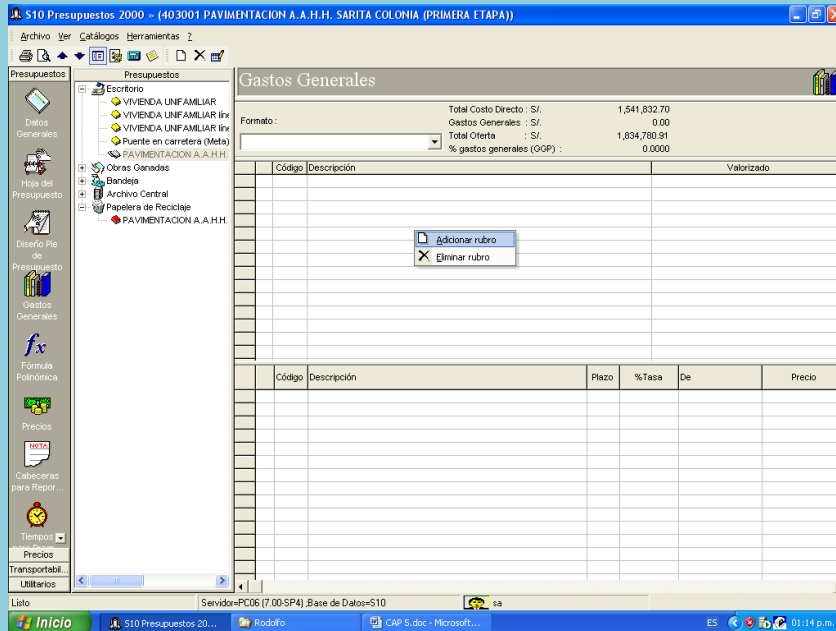 S10 Presupuestos 2000 » (403001 PAVIMENTACION A.A.H.H. SARITA COLONIA (PRIMERA ETAPA))
Archivo Ver Catálogos Herramientas ?
Presupuestos
Datos
Generales
Hoja del
Presupuesto
Diseño Pie
de
Presupuesto
Gastos
Generales
fx
Fórmula
Polinómica
Precios
NOTA
Cabeceras
para Repor...
Tiempos
Precios
Transportabil...
Utilitarios
Presupuestos
Escritorio
VIVIENDA UNIFAMILIAR
VIVIENDA UNIFAMILIAR líne
VIVIENDA UNIFAMILIAR líne
Puente en carretera (Meta)
PAVIMENTACION A.A.H.H.
Obras Ganadas
Bandeja
Archivo Central
Papelera de Reciclaje
PAVIMENTACION A.A.H.H.
Gastos Generales
Formato :
Total Costo Directo : S/. 1,541,832.70
Gastos Generales : S/. 0.00
Total Oferta : S/. 1,834,780.91
% gastos generales (GGP) : 0.0000
Código Descripción Valorizado
Adicionar rubro
Eliminar rubro
Código Descripción Plazo %Tasa De Precio
Listo Servidor=PC06 (7.00-SP4) ;Base de Datos=S10 sa
Inicio S10 Presupuestos 20... Rodolfo CAP 5.doc - Microsoft... ES 01:14 p.m.